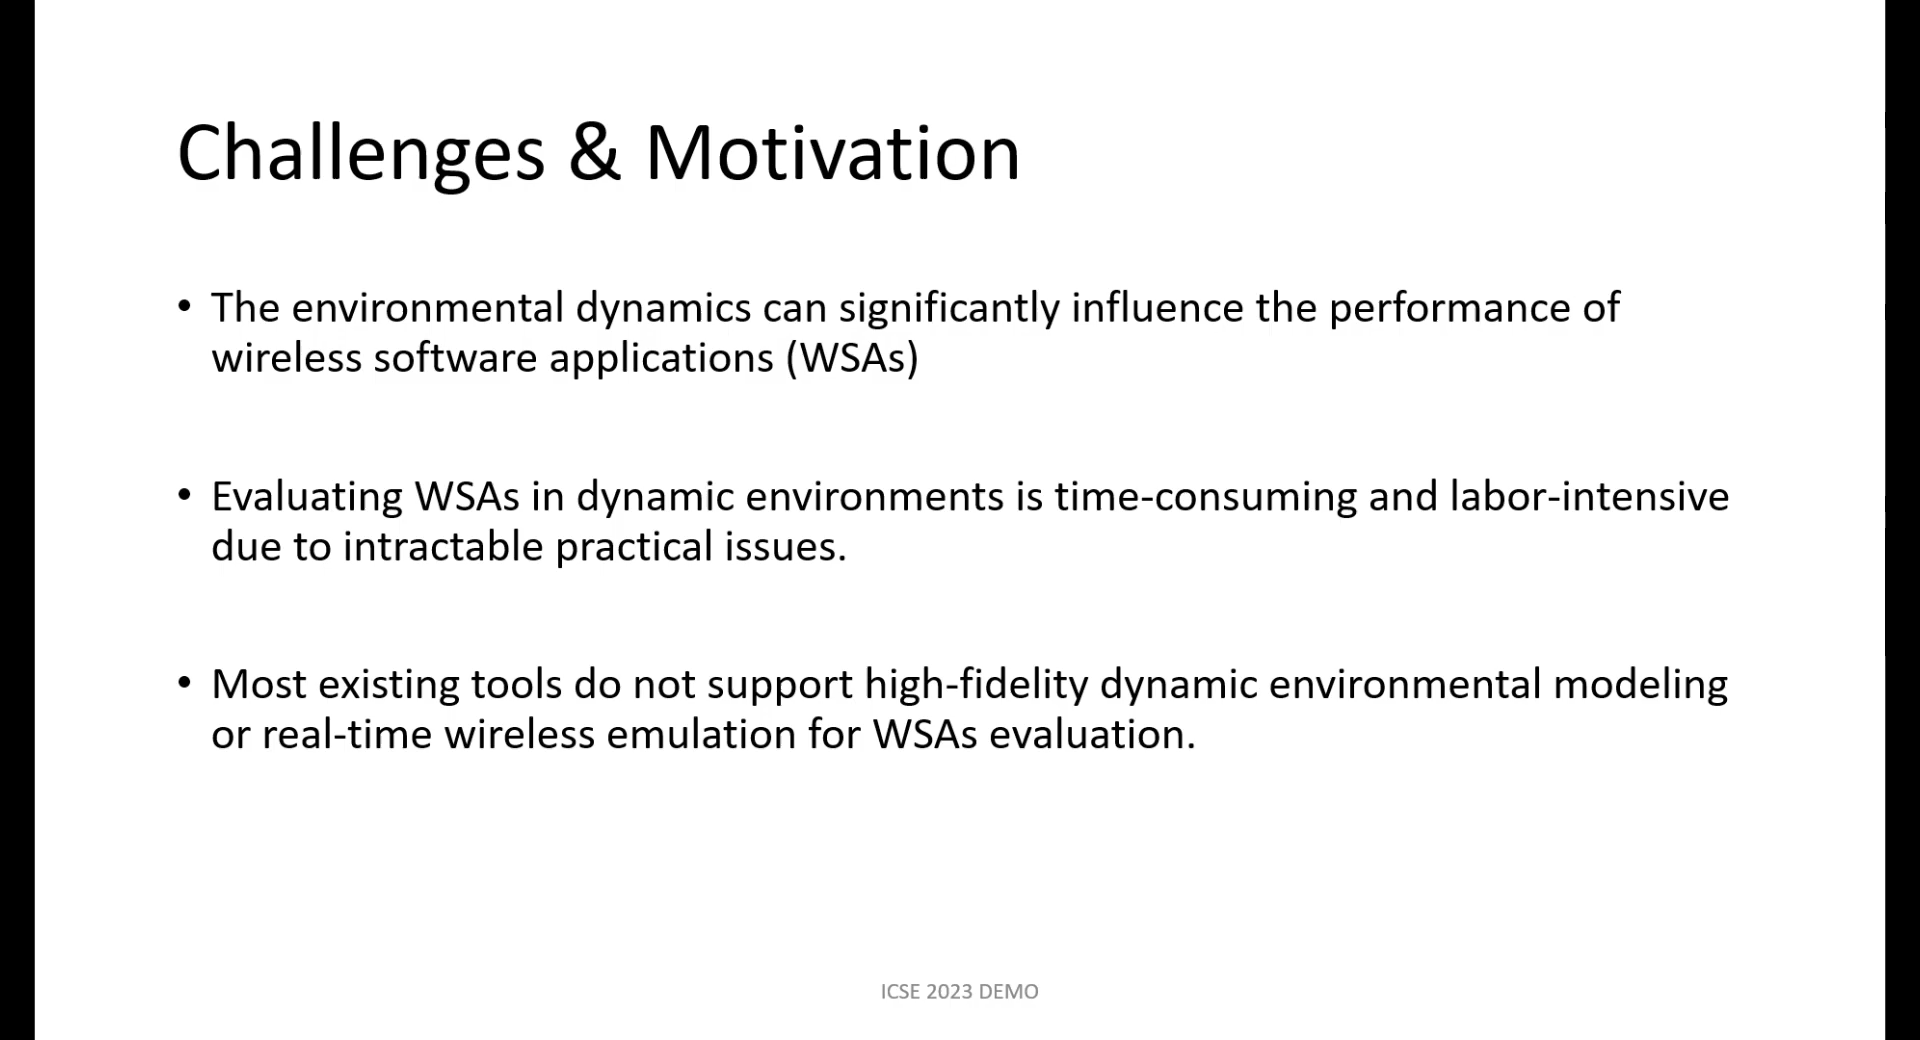 Challenges & Motivation
• The environmental dynamics can significantly influence the performance of
wireless software applications (WSAs)
• Evaluating WSAs in dynamic environments is time-consuming and labor-intensive
due to intractable practical issues.
• Most existing tools do not support high-fidelity dynamic environmental modeling
or real-time wireless emulation for WSAs evaluation.
ICSE 2023 DEMO